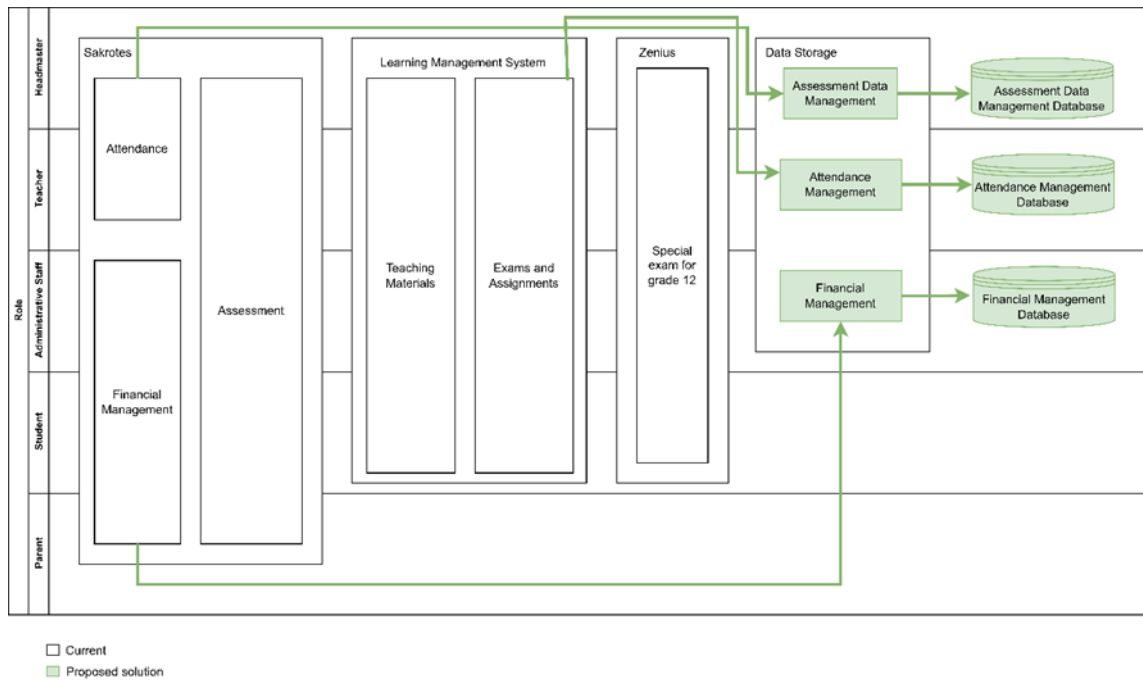 Role
Headmaster
Teacher
Administrative Staff
Student
Parent
Sakrotes
Attendance
Financial
Management
Assessment
Learning Management System
Teaching
Materials
Exams and
Assignments
Zenius
Special
exam for
grade 12
Data Storage
Assessment Data
Management
Attendance
Management
Financial
Management
Assessment Data
Management Database
Attendance Management
Database
Financial Management
Database
Current
Proposed solution